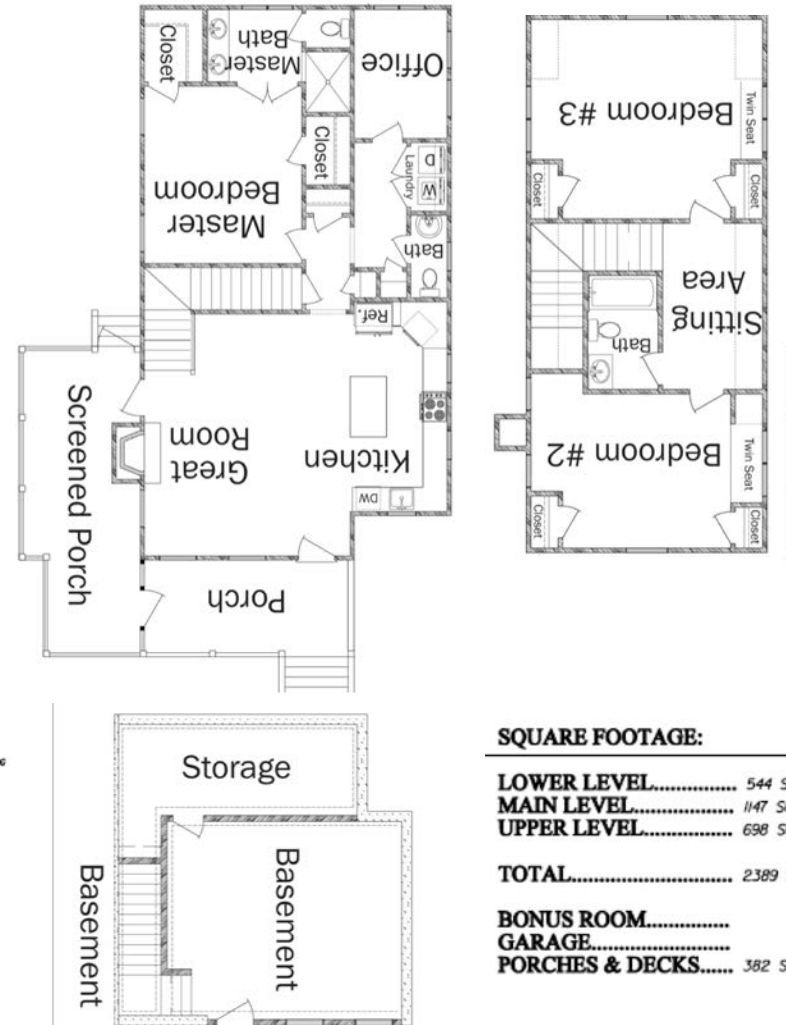 Closet
Master
Bath
Office
Closet
Laundry
D
W
Master
Bedroom
Bath
Ref.
Screened Porch
Great
Room
Kitchen
DW
Porch
Bedroom #3
Twin Seat
Closet
Closet
Sitting
Area
Bath
Bedroom #2
Twin Seat
Closet
Closet
Storage
Basement
Basement
SQUARE FOOTAGE:
LOWER LEVEL................ 544 S
MAIN LEVEL................... 1147 S
UPPER LEVEL................. 698 S
TOTAL............................... 2389
BONUS ROOM................
GARAGE...........................
PORCHES & DECKS...... 382 S